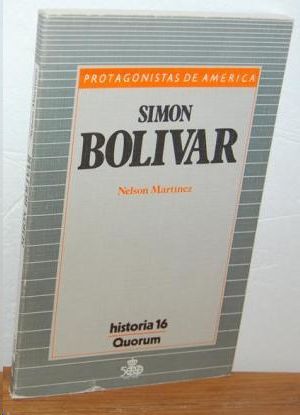 PROTAGONISTAS DE AMERICA
SIMON
BOLIVAR
Nelson Martínez
historia 16
Quorum